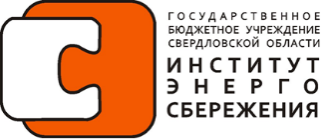 ГОСУДАРСТВЕННОЕ
БЮДЖЕТНОЕ УЧРЕЖДЕНИЕ
СВЕРДЛОВСКОЙ ОБЛАСТИ
ИНСТИТУТ
ЭНЕРГО
СБЕРЕЖЕНИЯ